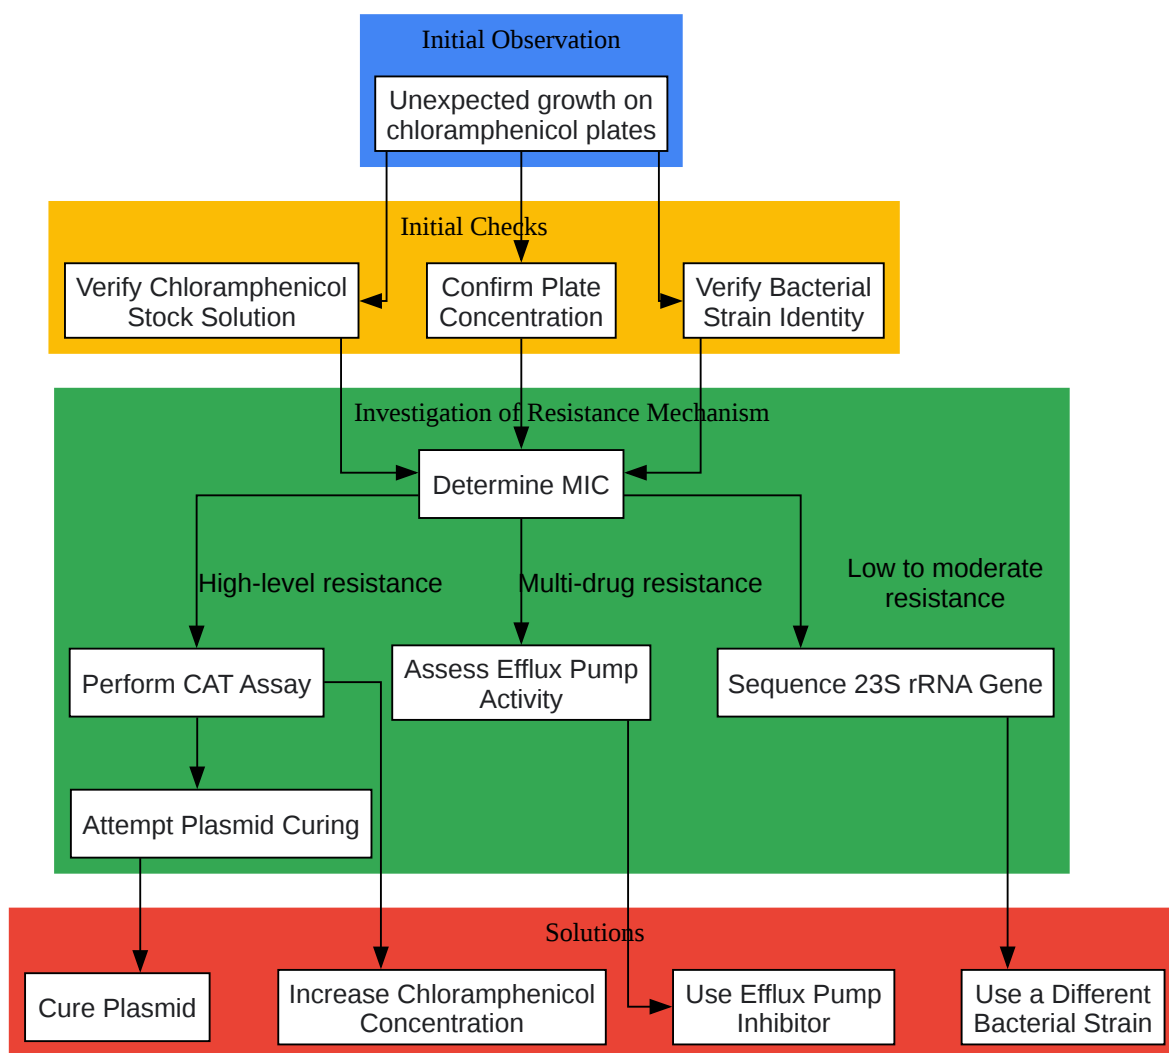 Initial Observation
Unexpected growth on
chloramphenicol plates
Initial Checks
Verify Chloramphenicol
Stock Solution
Confirm Plate
Concentration
Verify Bacterial
Strain Identity
Investigation of Resistance Mechanism
Determine MIC
High-level resistance
Multi-drug resistance
Low to moderate
resistance
Perform CAT Assay
Assess Efflux Pump
Activity
Sequence 23S rRNA Gene
Attempt Plasmid Curing
Solutions
Cure Plasmid
Increase Chloramphenicol
Concentration
Use Efflux Pump
Inhibitor
Use a Different
Bacterial Strain